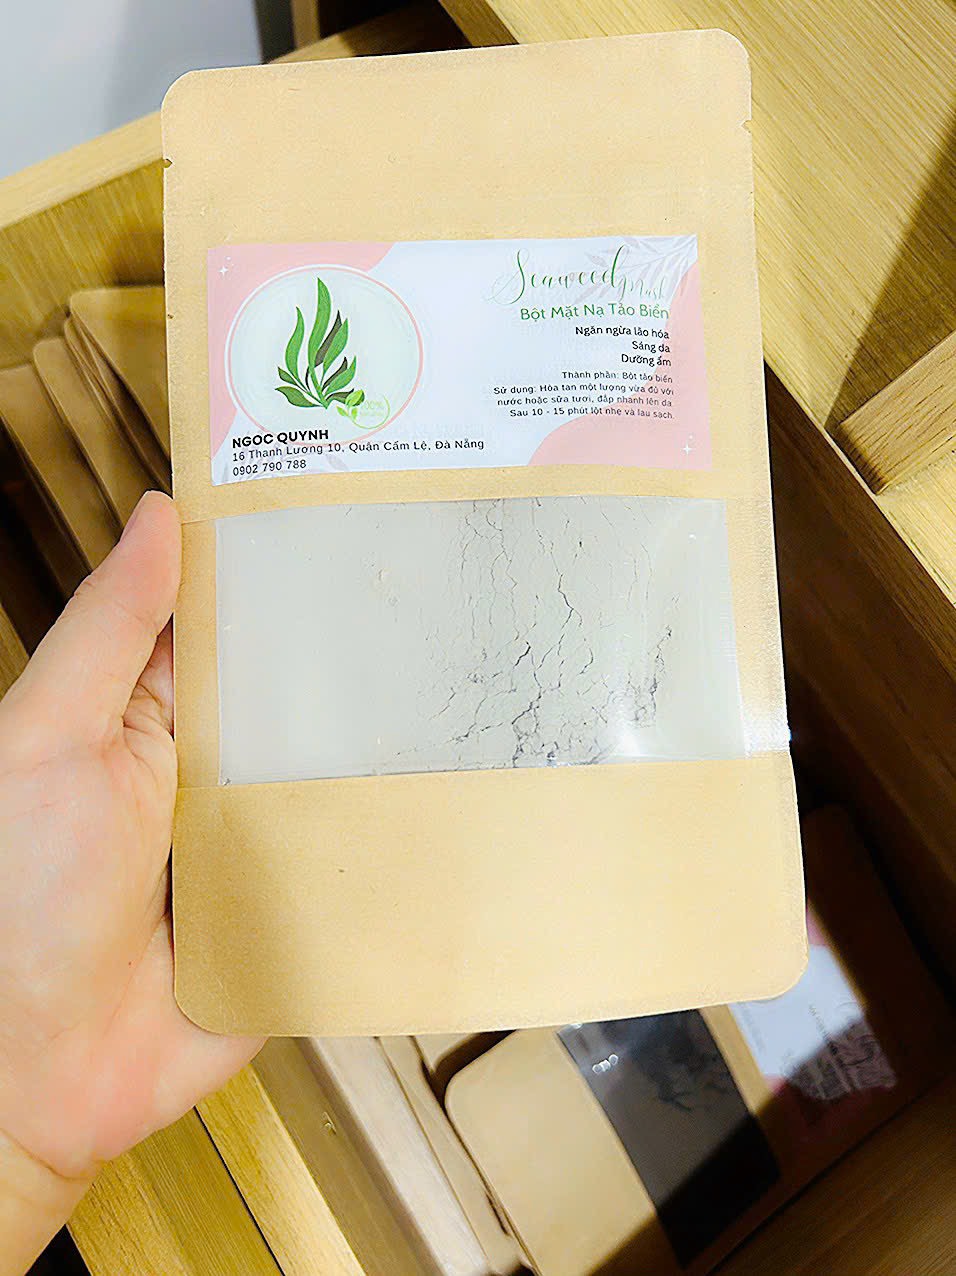 Seaweed Mask
Bột Mặt Nạ Tảo Biển
Ngăn ngừa lão hóa
Sáng da
Dưỡng ẩm
Thành phần: Bột tảo biển
Sử dụng: Hòa tan một lượng vừa đủ với
nước hoặc sữa tươi, đắp nhanh lên da.
Sau 10 - 15 phút lột nhẹ và lau sạch.
100%
NGOC QUYNH
16 Thanh Lương 10, Quận Cẩm Lệ, Đà Nẵng
0902 790 788